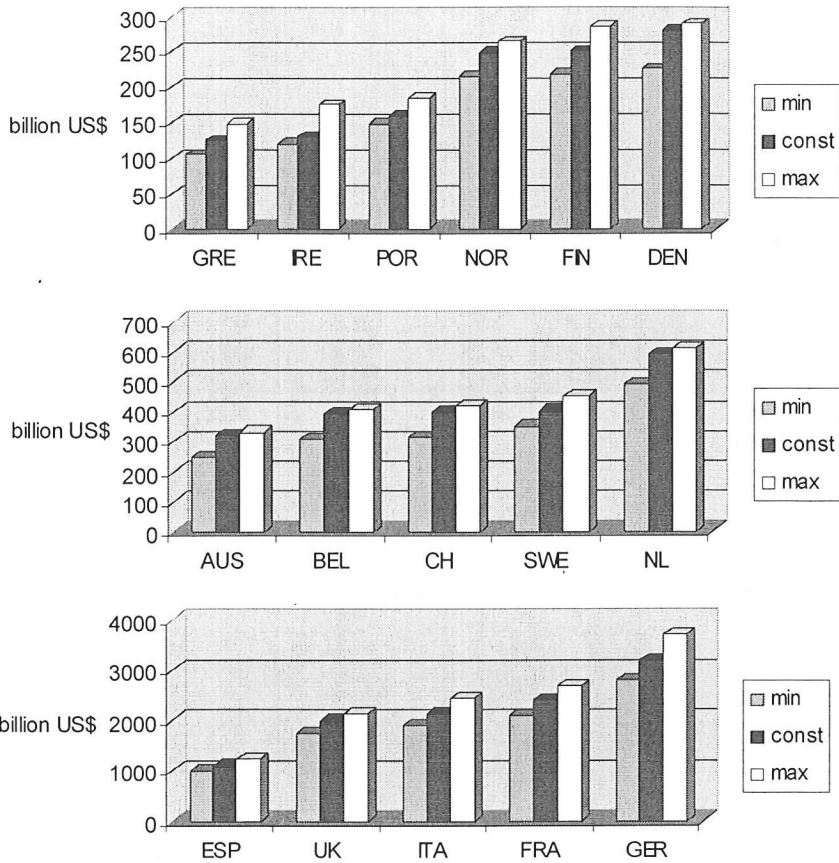 300
250
200
150
100
50
0
billion US$
GRE IRE POR NOR FIN DEN
min
const
max
700
600
500
400
300
200
100
0
billion US$
AUS BEL CH SWE NL
min
const
max
4000
3000
2000
1000
0
billion US$
ESP UK ITA FRA GER
min
const
max